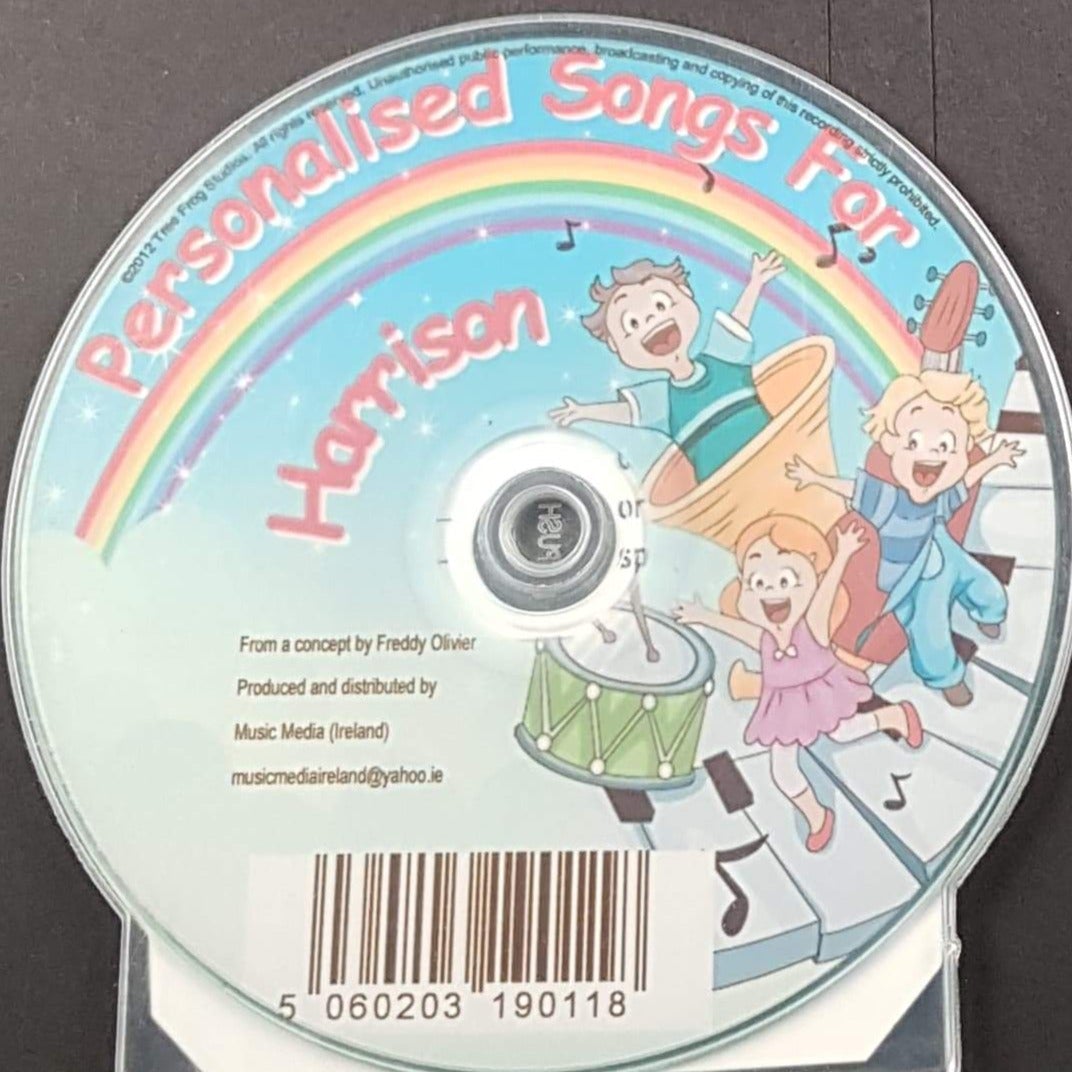 ©2012 Tree Frog Studios. All rights reserved. Unauthorised public performance, broadcasting and copying of this recording strictly prohibited.
Personalised Songs For
Harrison
or
sp
From a concept by Freddy Olivier
Produced and distributed by
Music Media (Ireland)
musicmediaireland@yahoo.ie
5 060203 190118